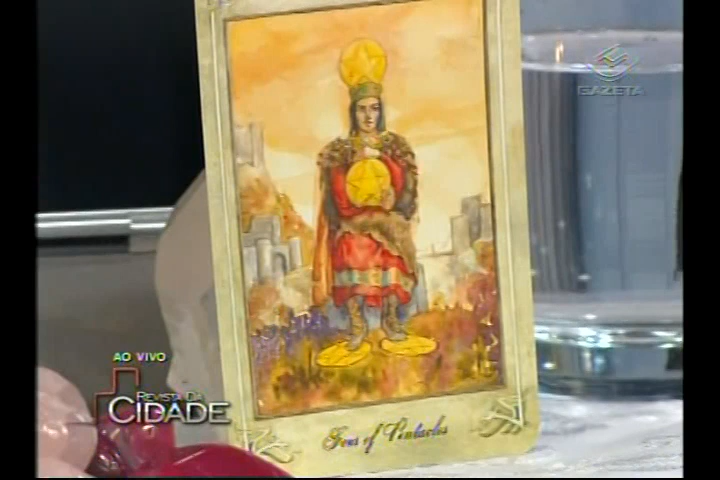 GAZETA
AO VIVO
REVISTA DA
CIDADE
Four of Pentacles